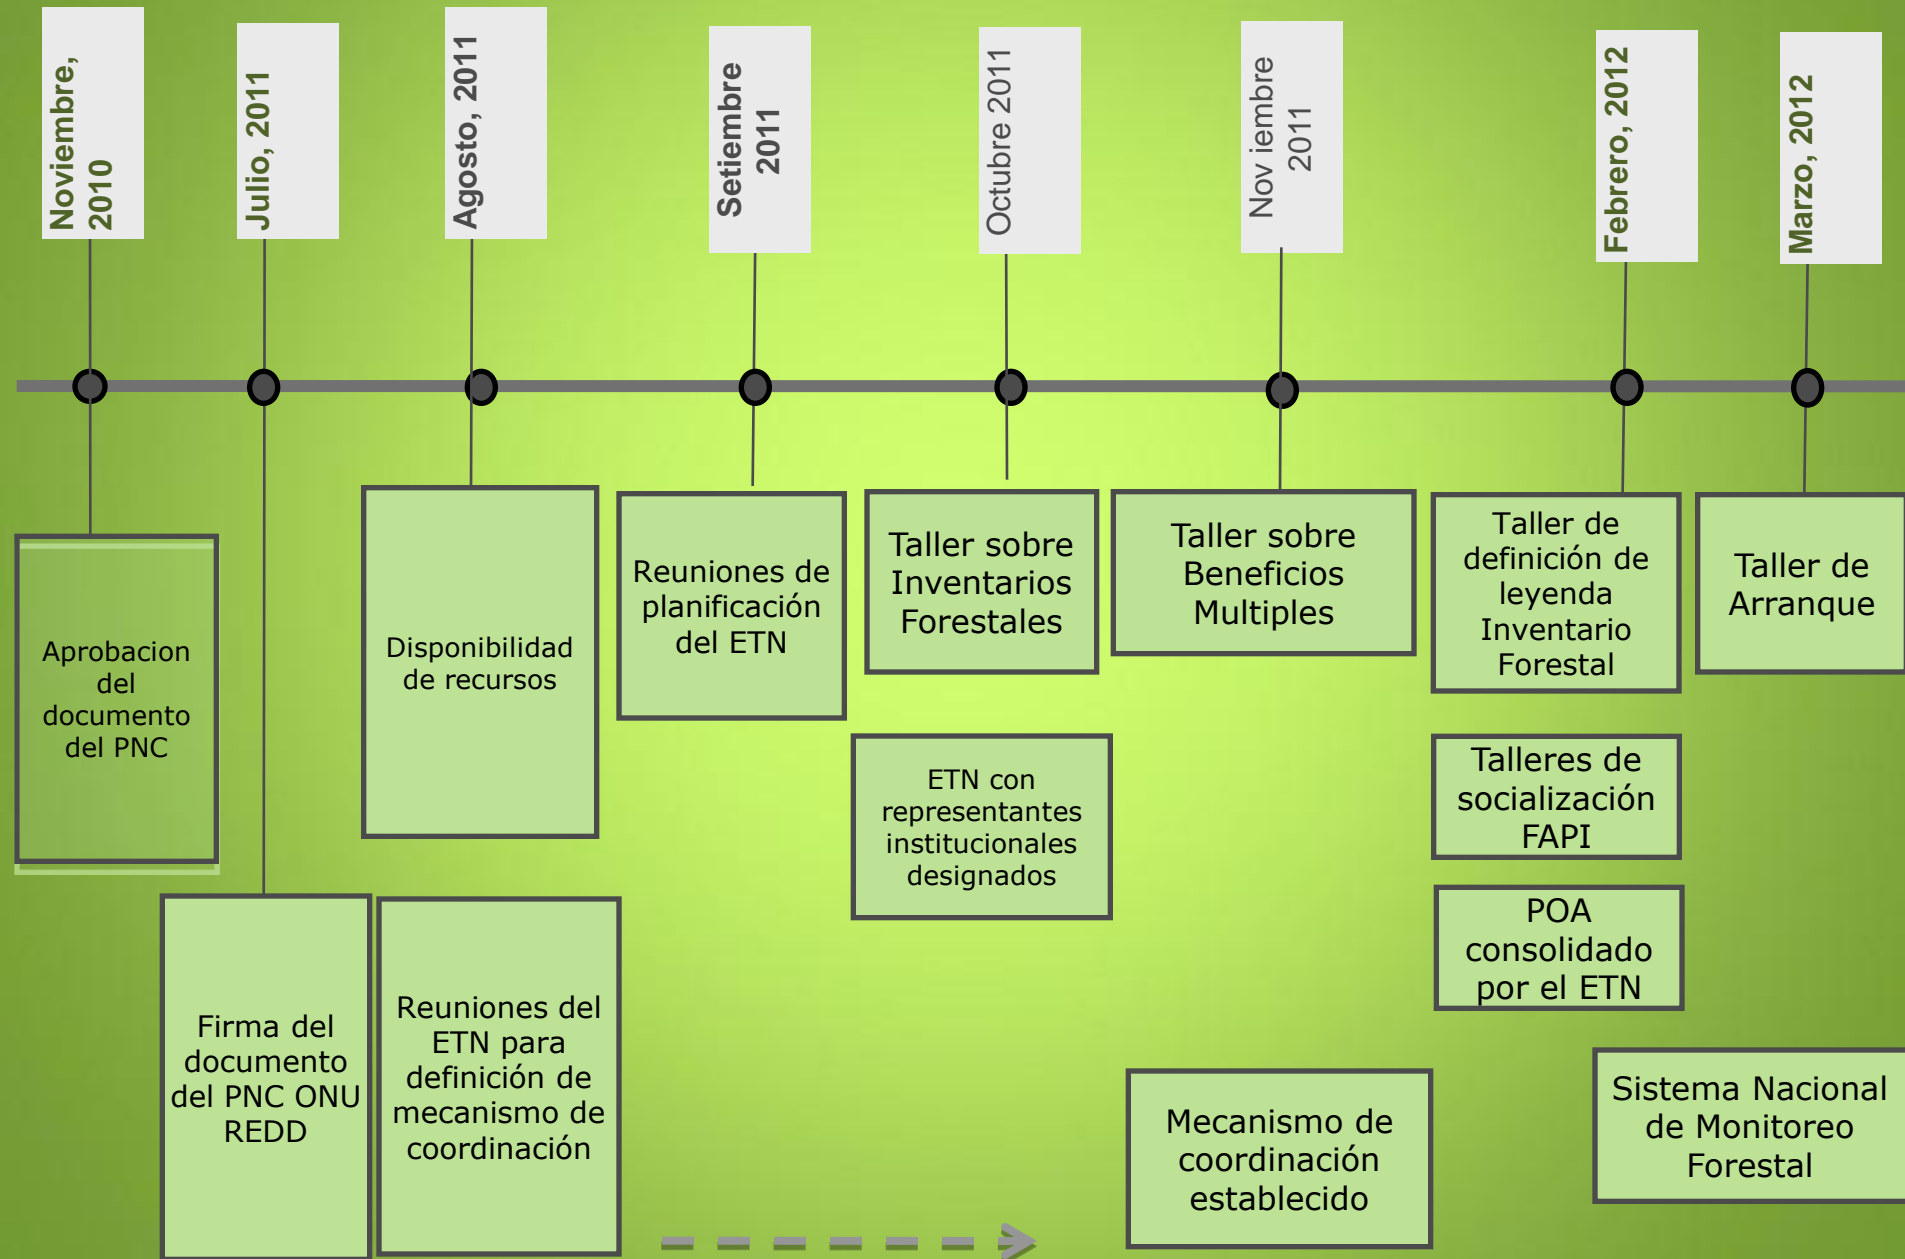 Noviembre,
2010
Julio, 2011
Agosto, 2011
Setiembre
2011
Octubre 2011
Nov iembre
2011
Febrero, 2012
Marzo, 2012
Aprobacion
del
documento
del PNC
Disponibilidad
de recursos
Reuniones de
planificación
del ETN
Taller sobre
Inventarios
Forestales
Taller sobre
Beneficios
Multiples
Taller de
definición de
leyenda
Inventario
Forestal
Taller de
Arranque
ETN con
representantes
institucionales
designados
Talleres de
socialización
FAPI
POA
consolidado
por el ETN
Firma del
documento
del PNC ONU
REDD
Reuniones del
ETN para
definición de
mecanismo de
coordinación
Mecanismo de
coordinación
establecido
Sistema Nacional
de Monitoreo
Forestal